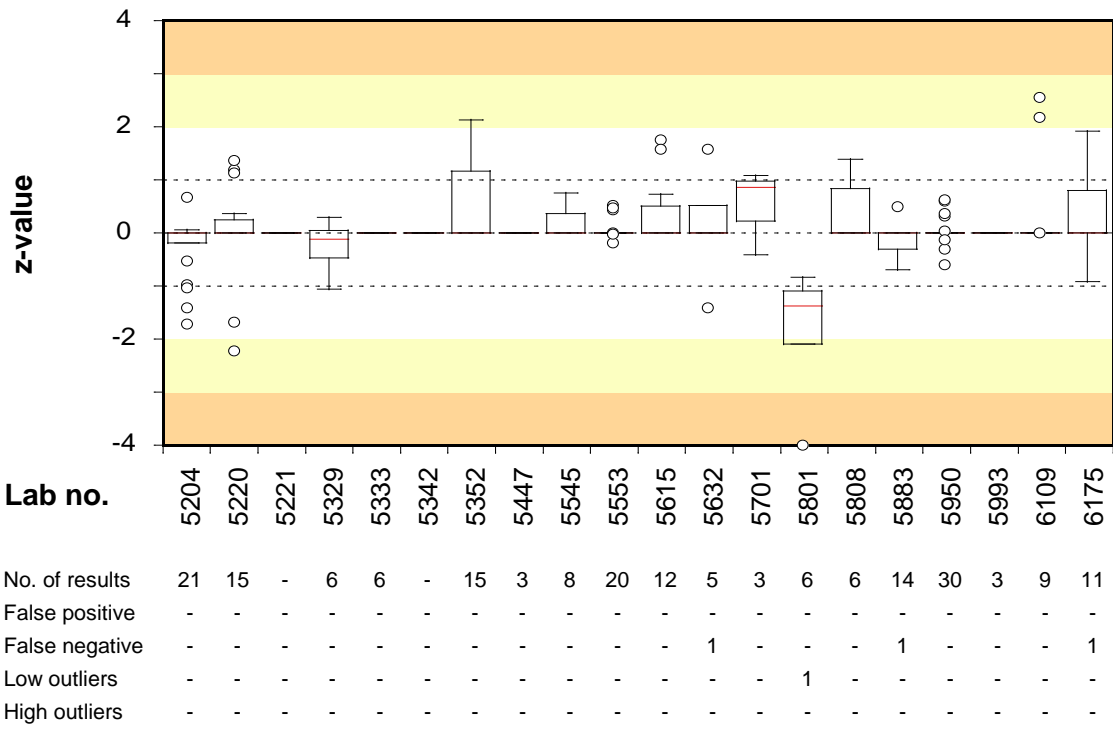 4
2
0
-2
-4
z-value
Lab no. 5204 5220 5221 5329 5333 5342 5352 5447 5545 5553 5615 5632 5701 5801 5808 5883 5950 5993 6109 6175
No. of results 21 15 - 6 6 - 15 3 8 20 12 5 3 6 6 14 30 3 9 11
False positive - - - - - - - - - - - - - - - - - - - -
False negative - - - - - - - - - - - 1 - - - 1 - - - 1
Low outliers - - - - - - - - - - - - - 1 - - - - - -
High outliers - - - - - - - - - - - - - - - - - - - -